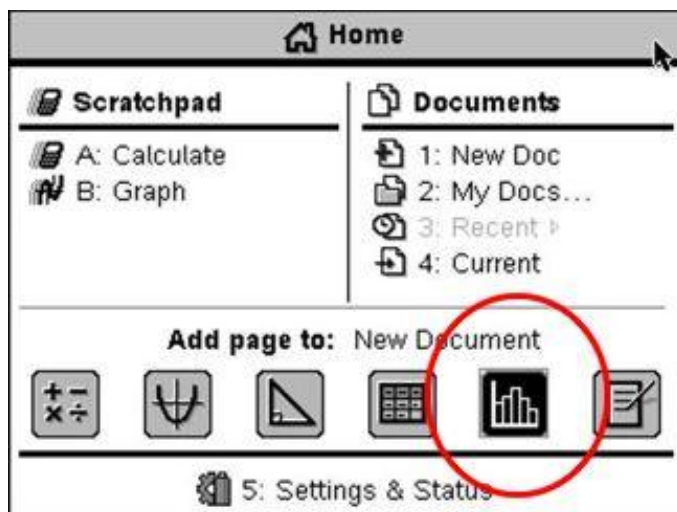 Home
Scratchpad
A: Calculate
B: Graph
Documents
1: New Doc
2: My Docs...
3: Recent ▹
4: Current
Add page to: New Document
5: Settings & Status